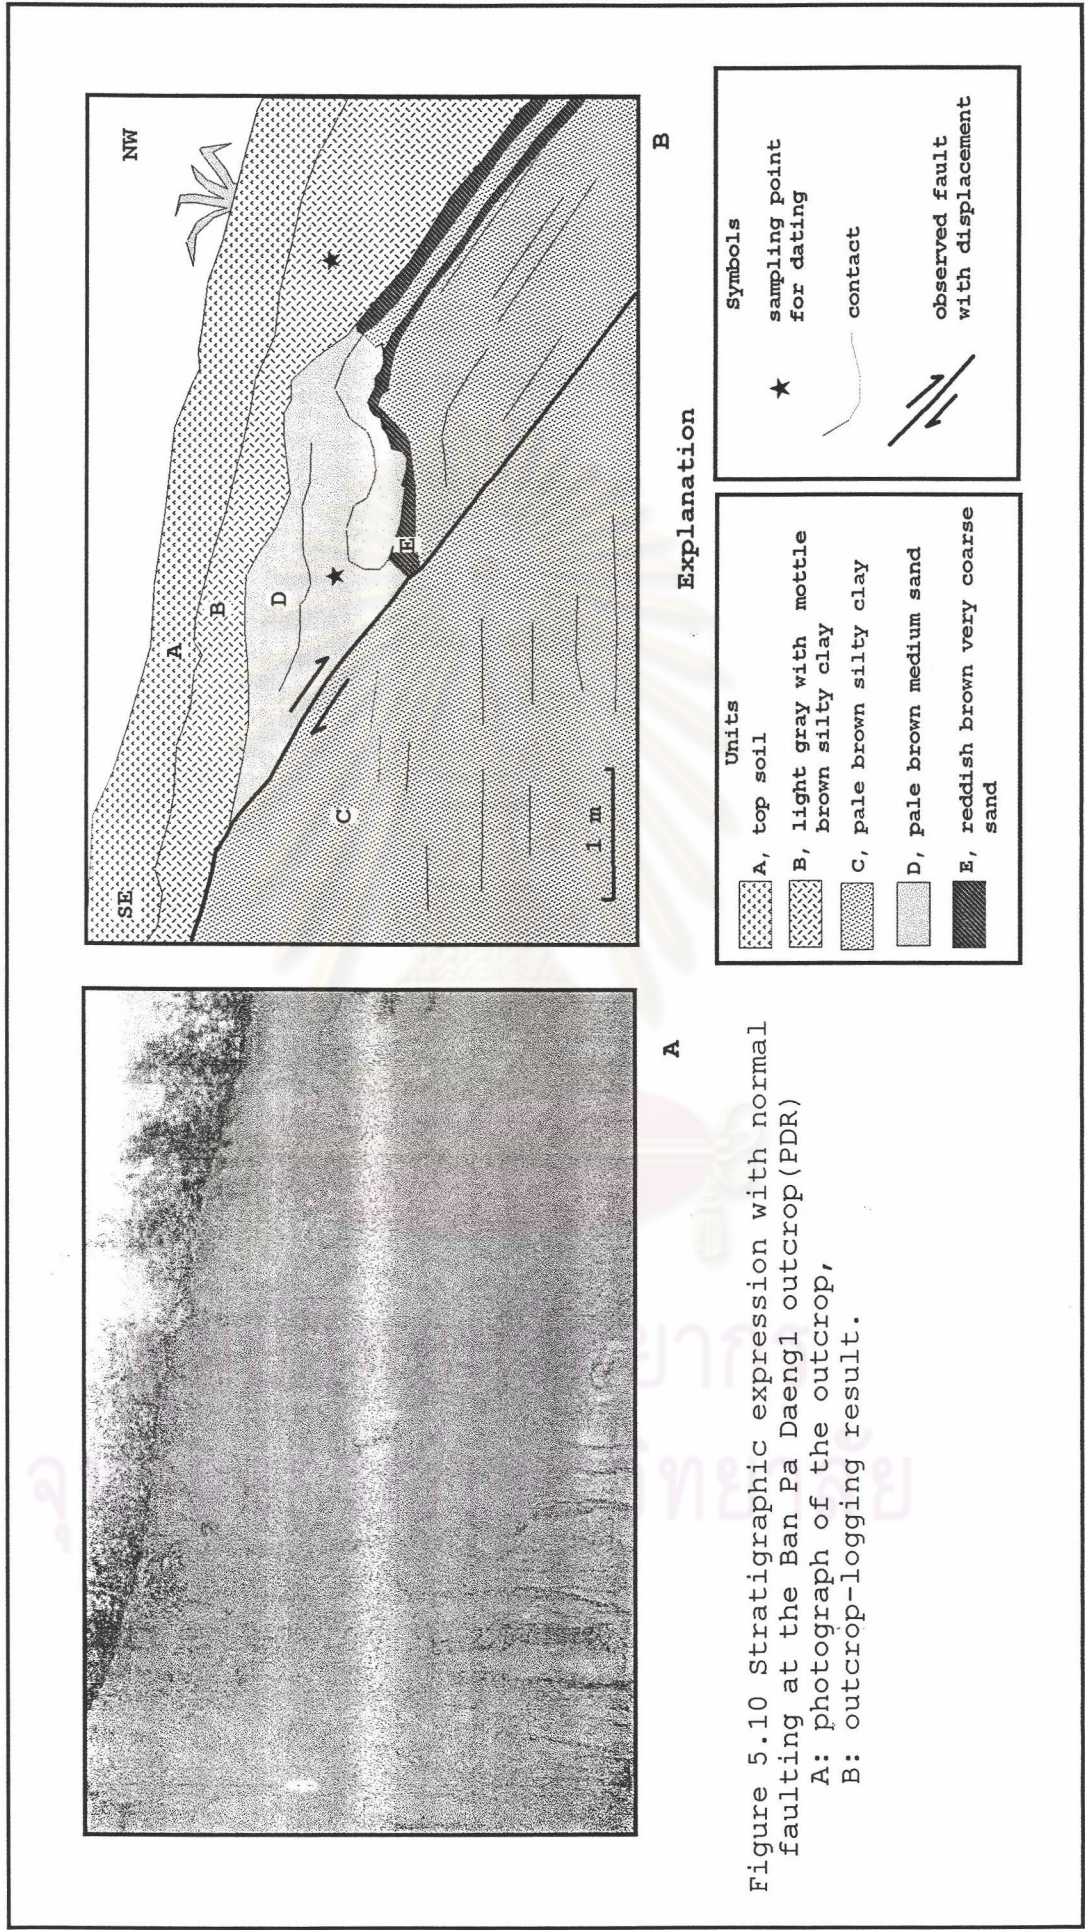 SE
NW
A
B
D
C
E
1 m
A
B
Explanation
Units
A, top soil
B, light gray with mottle
brown silty clay
C, pale brown silty clay
D, pale brown medium sand
E, reddish brown very coarse
sand
Symbols
sampling point
for dating
contact
observed fault
with displacement
Figure 5.10 Stratigraphic expression with normal
faulting at the Ban Pa Daengl outcrop(PDR)
A: photograph of the outcrop,
B: outcrop-logging result.